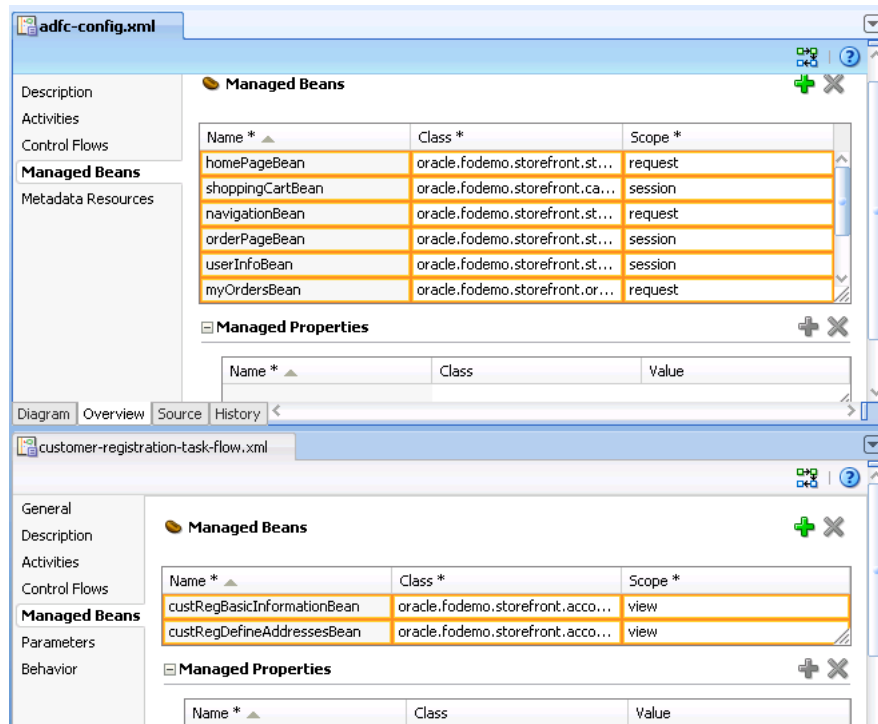 adfc-config.xml
Description
Activities
Control Flows
Managed Beans
Metadata Resources
Managed Beans
Name * Class * Scope *
homePageBean oracle.fodemo.storefront.st... request
shoppingCartBean oracle.fodemo.storefront.ca... session
navigationBean oracle.fodemo.storefront.st... request
orderPageBean oracle.fodemo.storefront.st... session
userInfoBean oracle.fodemo.storefront.st... session
myOrdersBean oracle.fodemo.storefront.or... request
Managed Properties
Name * Class Value
Diagram Overview Source History
customer-registration-task-flow.xml
General
Description
Activities
Control Flows
Managed Beans
Parameters
Behavior
Managed Beans
Name * Class * Scope *
custRegBasicInformationBean oracle.fodemo.storefront.acco... view
custRegDefineAddressesBean oracle.fodemo.storefront.acco... view
Managed Properties
Name * Class Value